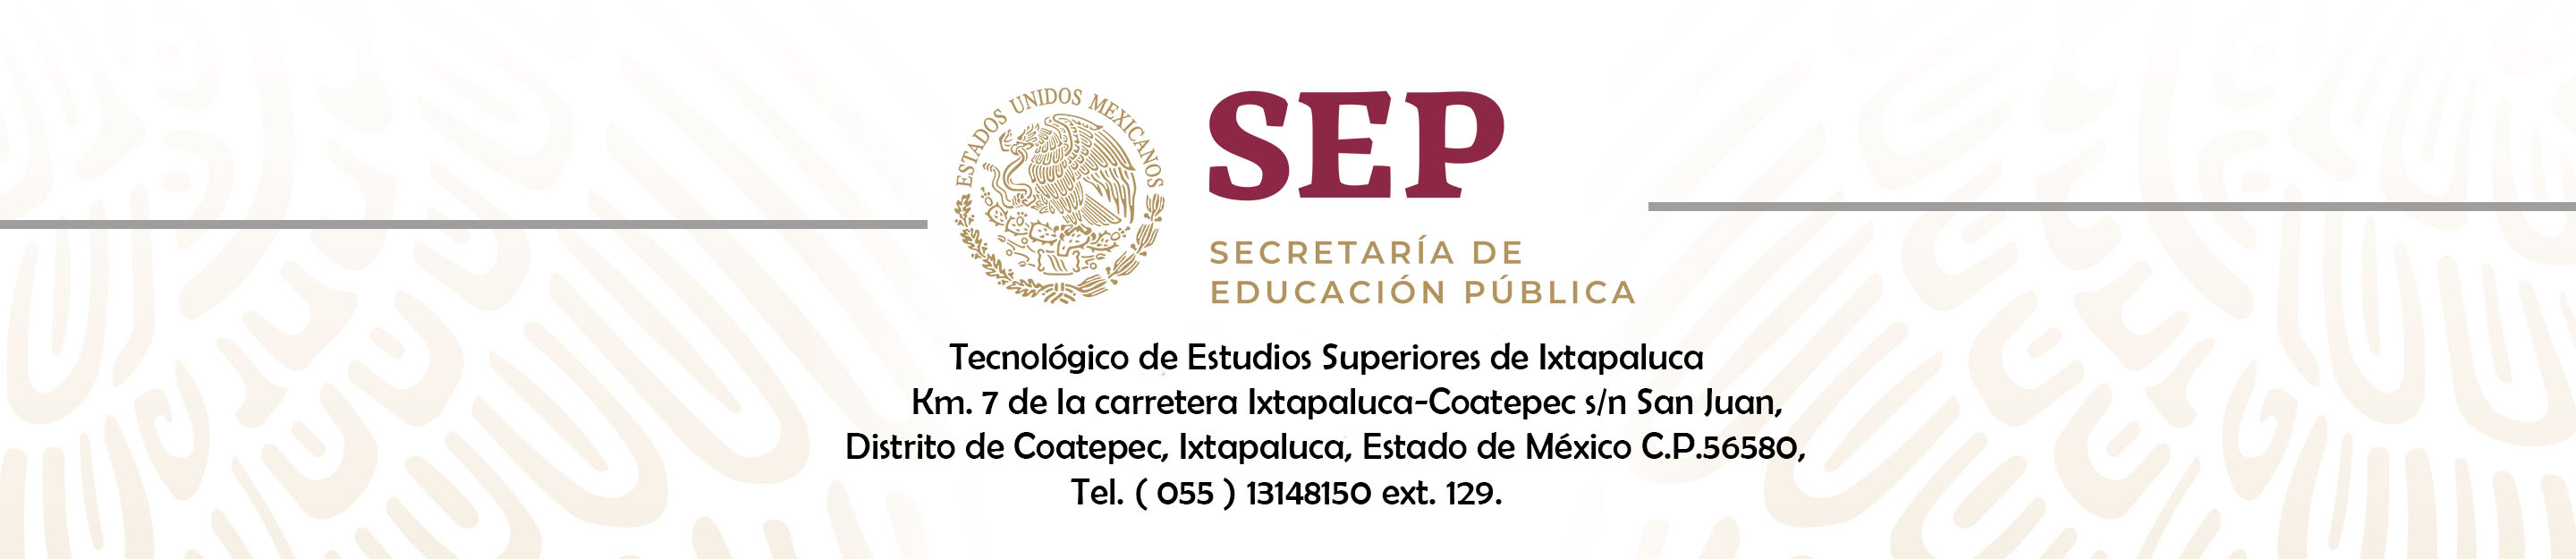 ESTADOS UNIDOS MEXICANOS
SEP
SECRETARÍA DE
EDUCACIÓN PÚBLICA
Tecnológico de Estudios Superiores de Ixtapaluca
Km. 7 de la carretera Ixtapaluca-Coatepec s/n San Juan,
Distrito de Coatepec, Ixtapaluca, Estado de México C.P.56580,
Tel. ( 055 ) 13148150 ext. 129.